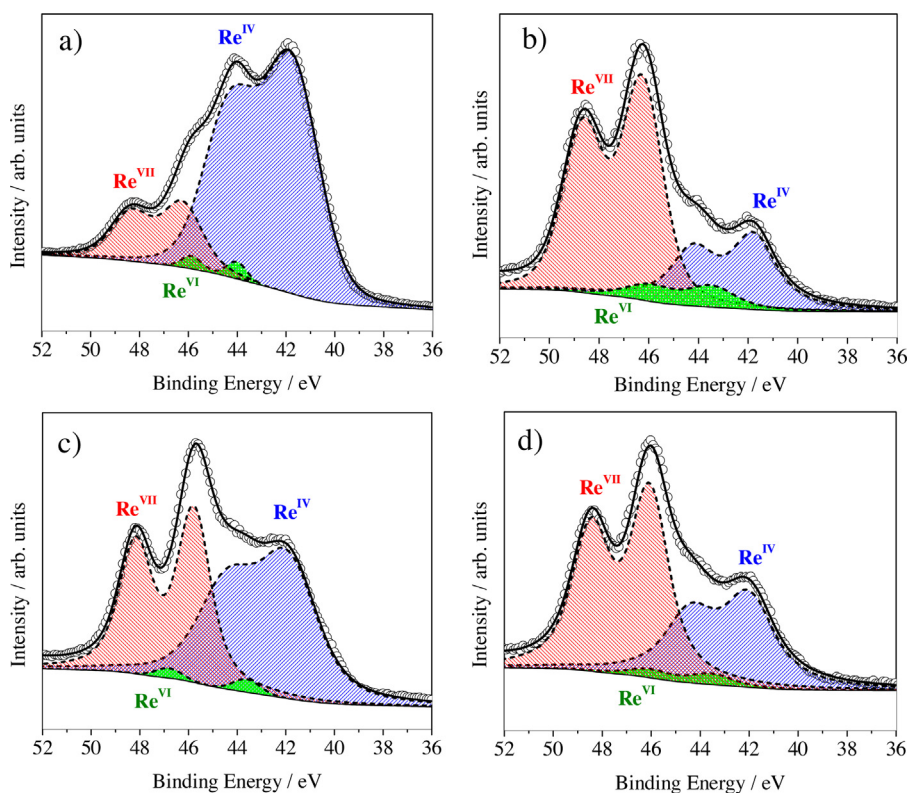 a)
Re^IV
Re^VII
Re^VI
Intensity / arb. units
52 50 48 46 44 42 40 38 36
Binding Energy / eV
b)
Re^VII
Re^IV
Re^VI
Intensity / arb. units
52 50 48 46 44 42 40 38 36
Binding Energy / eV
c)
Re^VII
Re^IV
Re^VI
Intensity / arb. units
52 50 48 46 44 42 40 38 36
Binding Energy / eV
d)
Re^VII
Re^IV
Re^VI
Intensity / arb. units
52 50 48 46 44 42 40 38 36
Binding Energy / eV